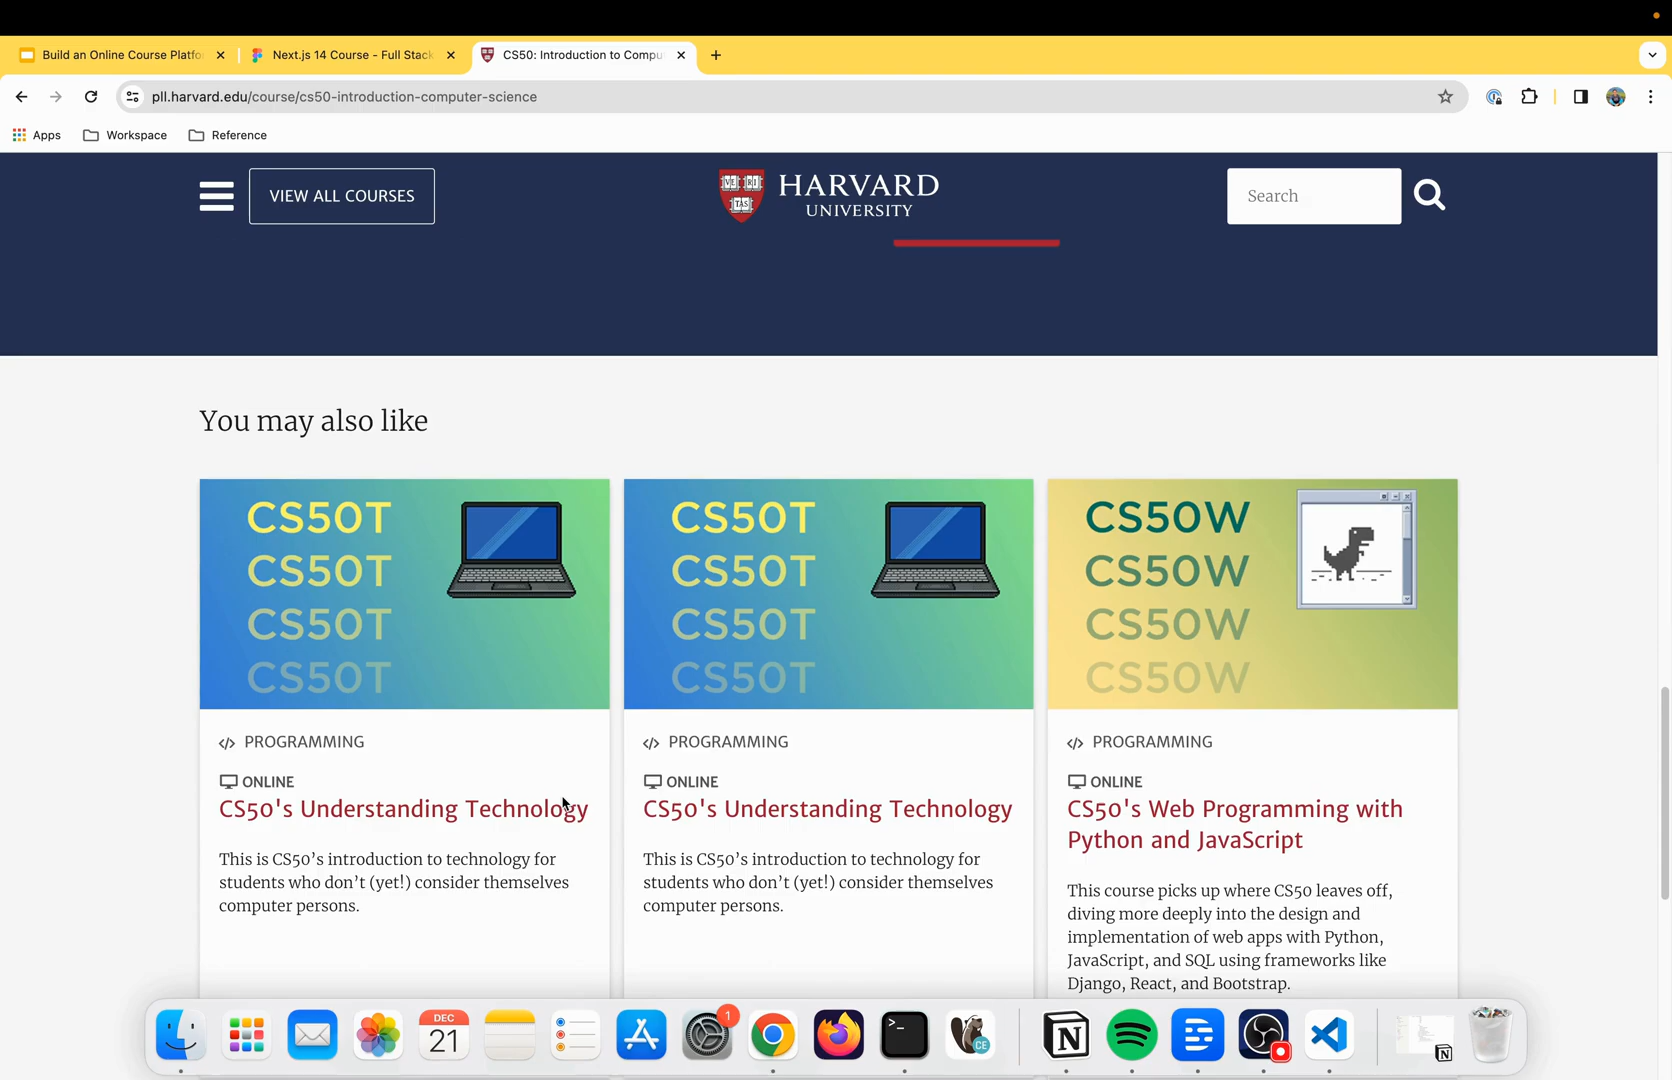 Build an Online Course Platfo
Next.js 14 Course - Full Stack
CS50: Introduction to Compu
pll.harvard.edu/course/cs50-introduction-computer-science
Apps
Workspace
Reference
VIEW ALL COURSES
VE RI TAS
HARVARD
UNIVERSITY
Search
You may also like
CS50T
CS50T
CS50T
CS50T
CS50T
CS50T
CS50T
CS50T
CS50W
CS50W
CS50W
CS50W
PROGRAMMING
ONLINE
CS50's Understanding Technology
This is CS50’s introduction to technology for
students who don’t (yet!) consider themselves
computer persons.
PROGRAMMING
ONLINE
CS50's Understanding Technology
This is CS50’s introduction to technology for
students who don’t (yet!) consider themselves
computer persons.
PROGRAMMING
ONLINE
CS50's Web Programming with
Python and JavaScript
This course picks up where CS50 leaves off,
diving more deeply into the design and
implementation of web apps with Python,
JavaScript, and SQL using frameworks like
Django, React, and Bootstrap.
DEC
21
1
CE